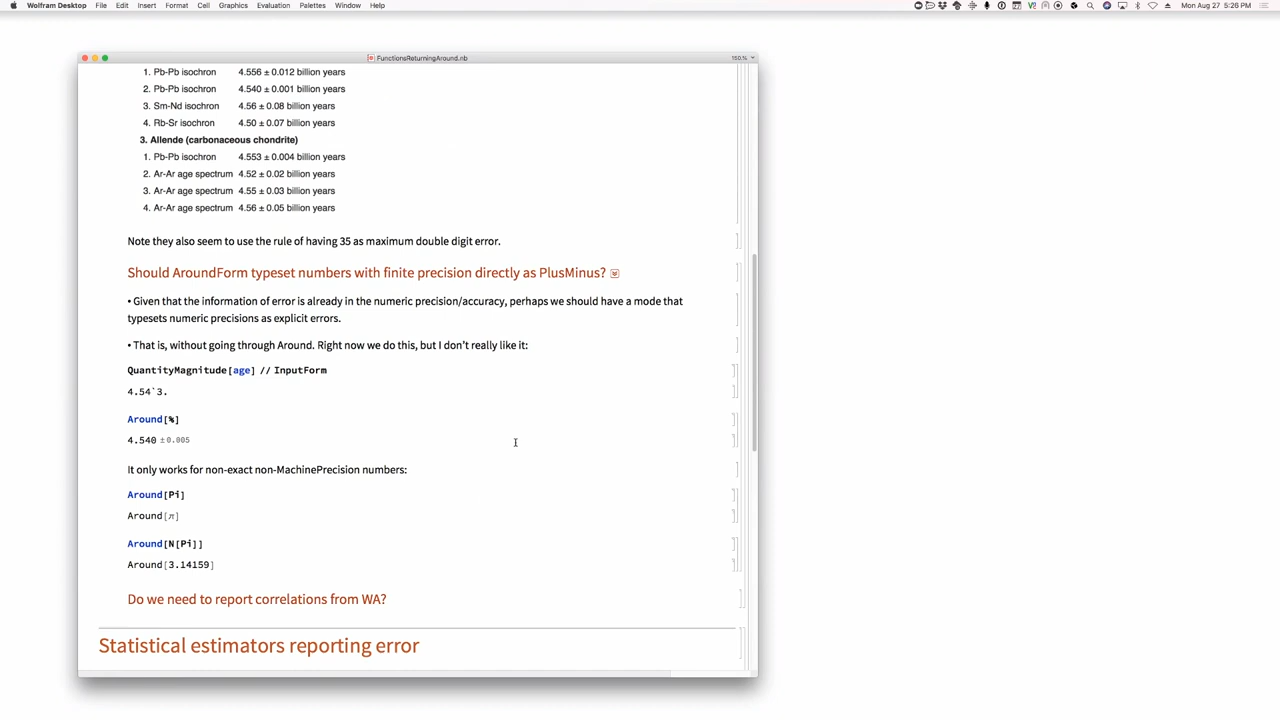 Wolfram Desktop File Edit Insert Format Cell Graphics Evaluation Palettes Window Help Mon Aug 27 5:26 PM
FunctionsReturningAround.nb 150%
1. Pb-Pb isochron 4.556 ± 0.012 billion years
2. Pb-Pb isochron 4.540 ± 0.001 billion years
3. Sm-Nd isochron 4.56 ± 0.08 billion years
4. Rb-Sr isochron 4.50 ± 0.07 billion years
3. Allende (carbonaceous chondrite)
1. Pb-Pb isochron 4.553 ± 0.004 billion years
2. Ar-Ar age spectrum 4.52 ± 0.02 billion years
3. Ar-Ar age spectrum 4.55 ± 0.03 billion years
4. Ar-Ar age spectrum 4.56 ± 0.05 billion years
Note they also seem to use the rule of having 35 as maximum double digit error.
Should AroundForm typeset numbers with finite precision directly as PlusMinus?
• Given that the information of error is already in the numeric precision/accuracy, perhaps we should have a mode that
typesets numeric precisions as explicit errors.
• That is, without going through Around. Right now we do this, but I don't really like it:
QuantityMagnitude[age] // InputForm
4.54`3.
Around[%]
4.540 ±0.005
It only works for non-exact non-MachinePrecision numbers:
Around[Pi]
Around[π]
Around[N[Pi]]
Around[3.14159]
Do we need to report correlations from WA?
Statistical estimators reporting error